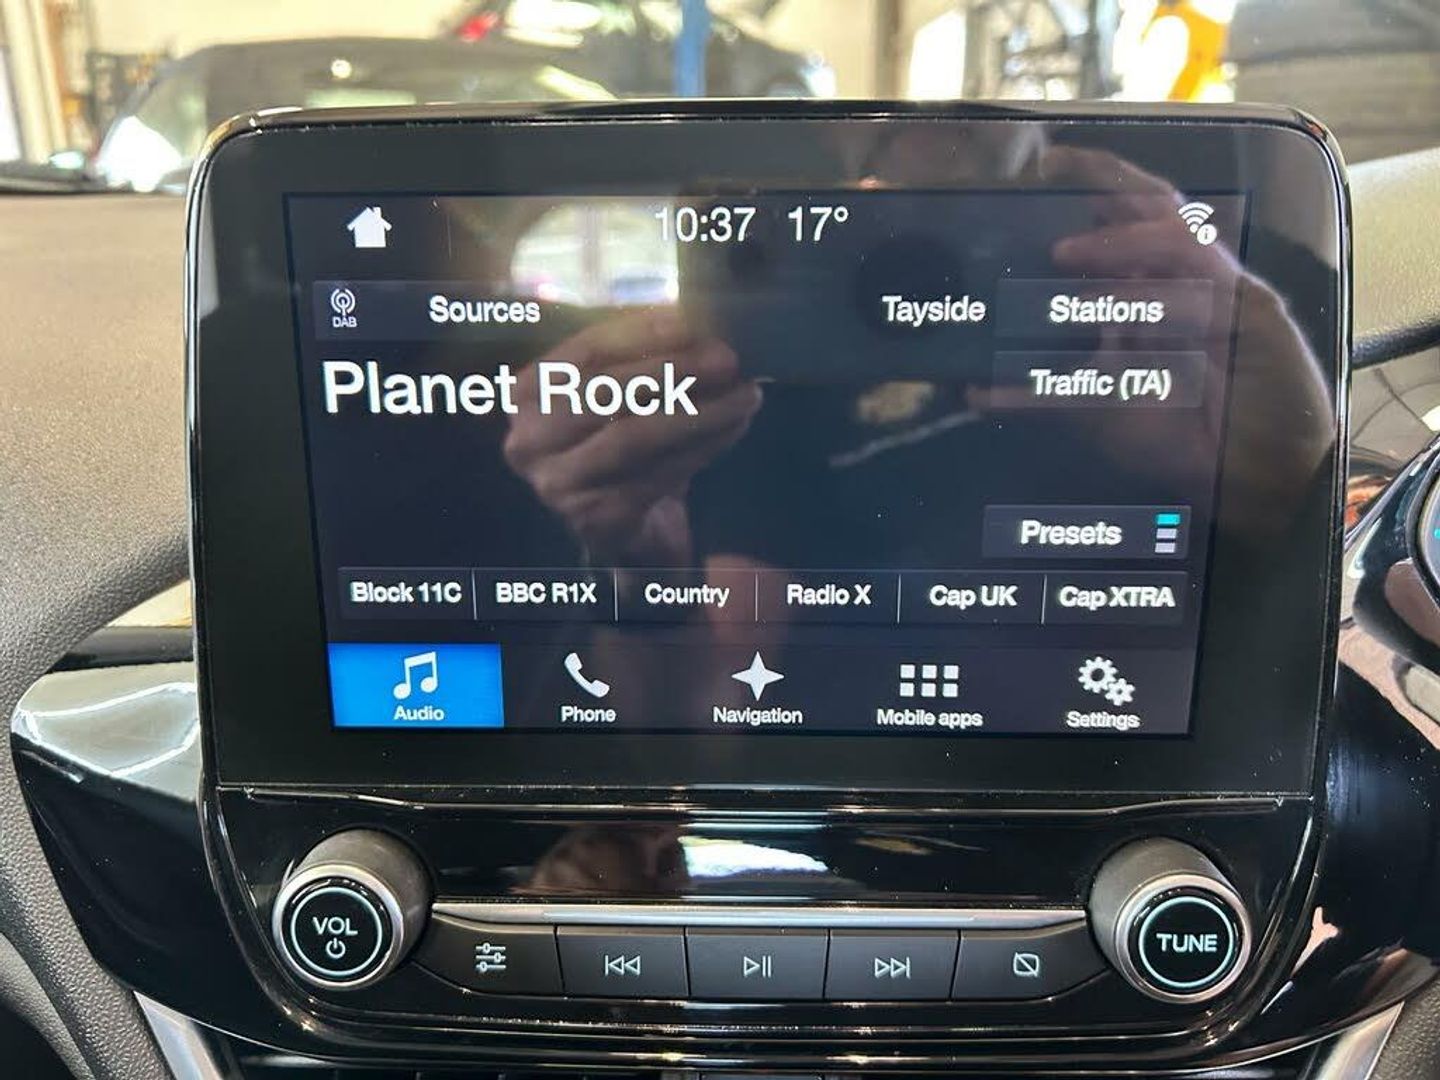 10:37 17°
DAB Sources Tayside Stations
Planet Rock
Traffic (TA)
Presets
Block 11C BBC R1X Country Radio X Cap UK Cap XTRA
Audio Phone Navigation Mobile apps Settings
VOL
TUNE